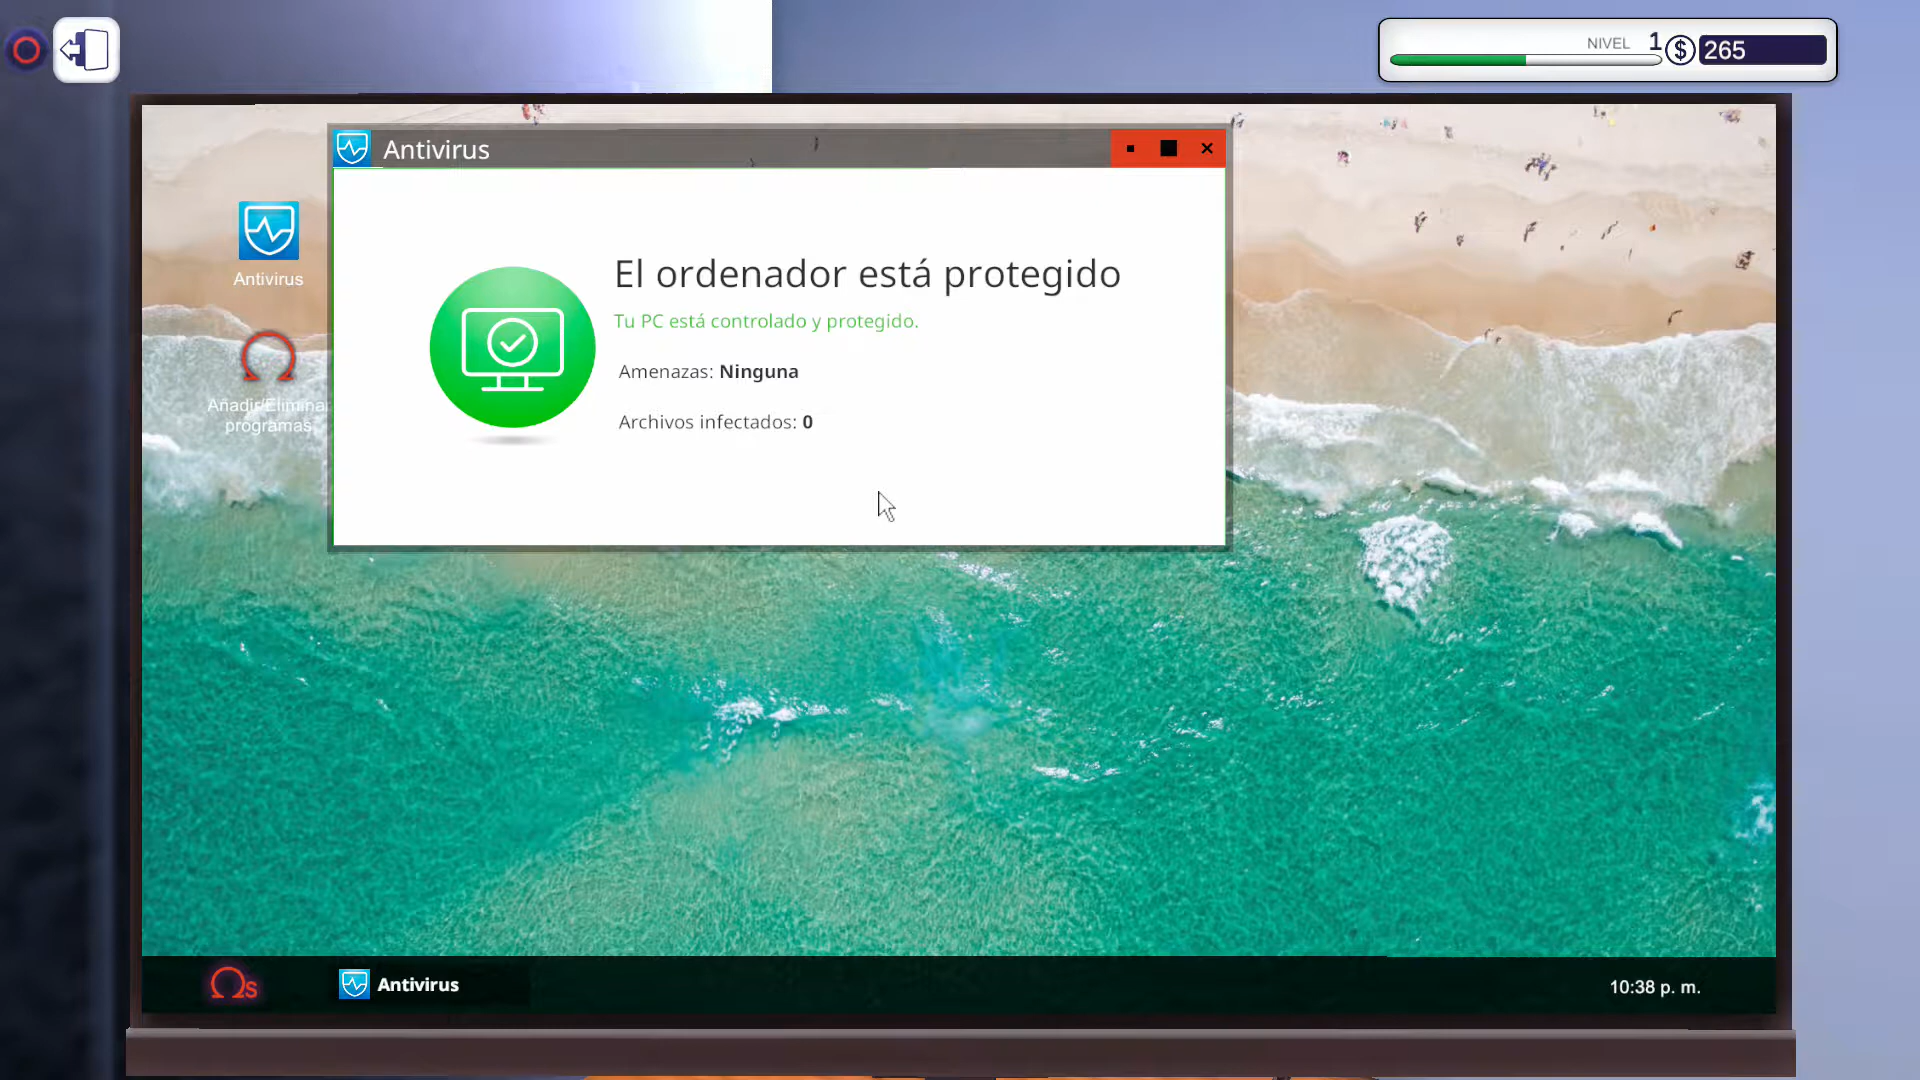 NIVEL 1
$ 265
Antivirus
Antivirus
El ordenador está protegido
Tu PC está controlado y protegido.
Amenazas: Ninguna
Archivos infectados: 0
Añadir/Eliminar
programas
Ωs
Antivirus
10:38 p. m.